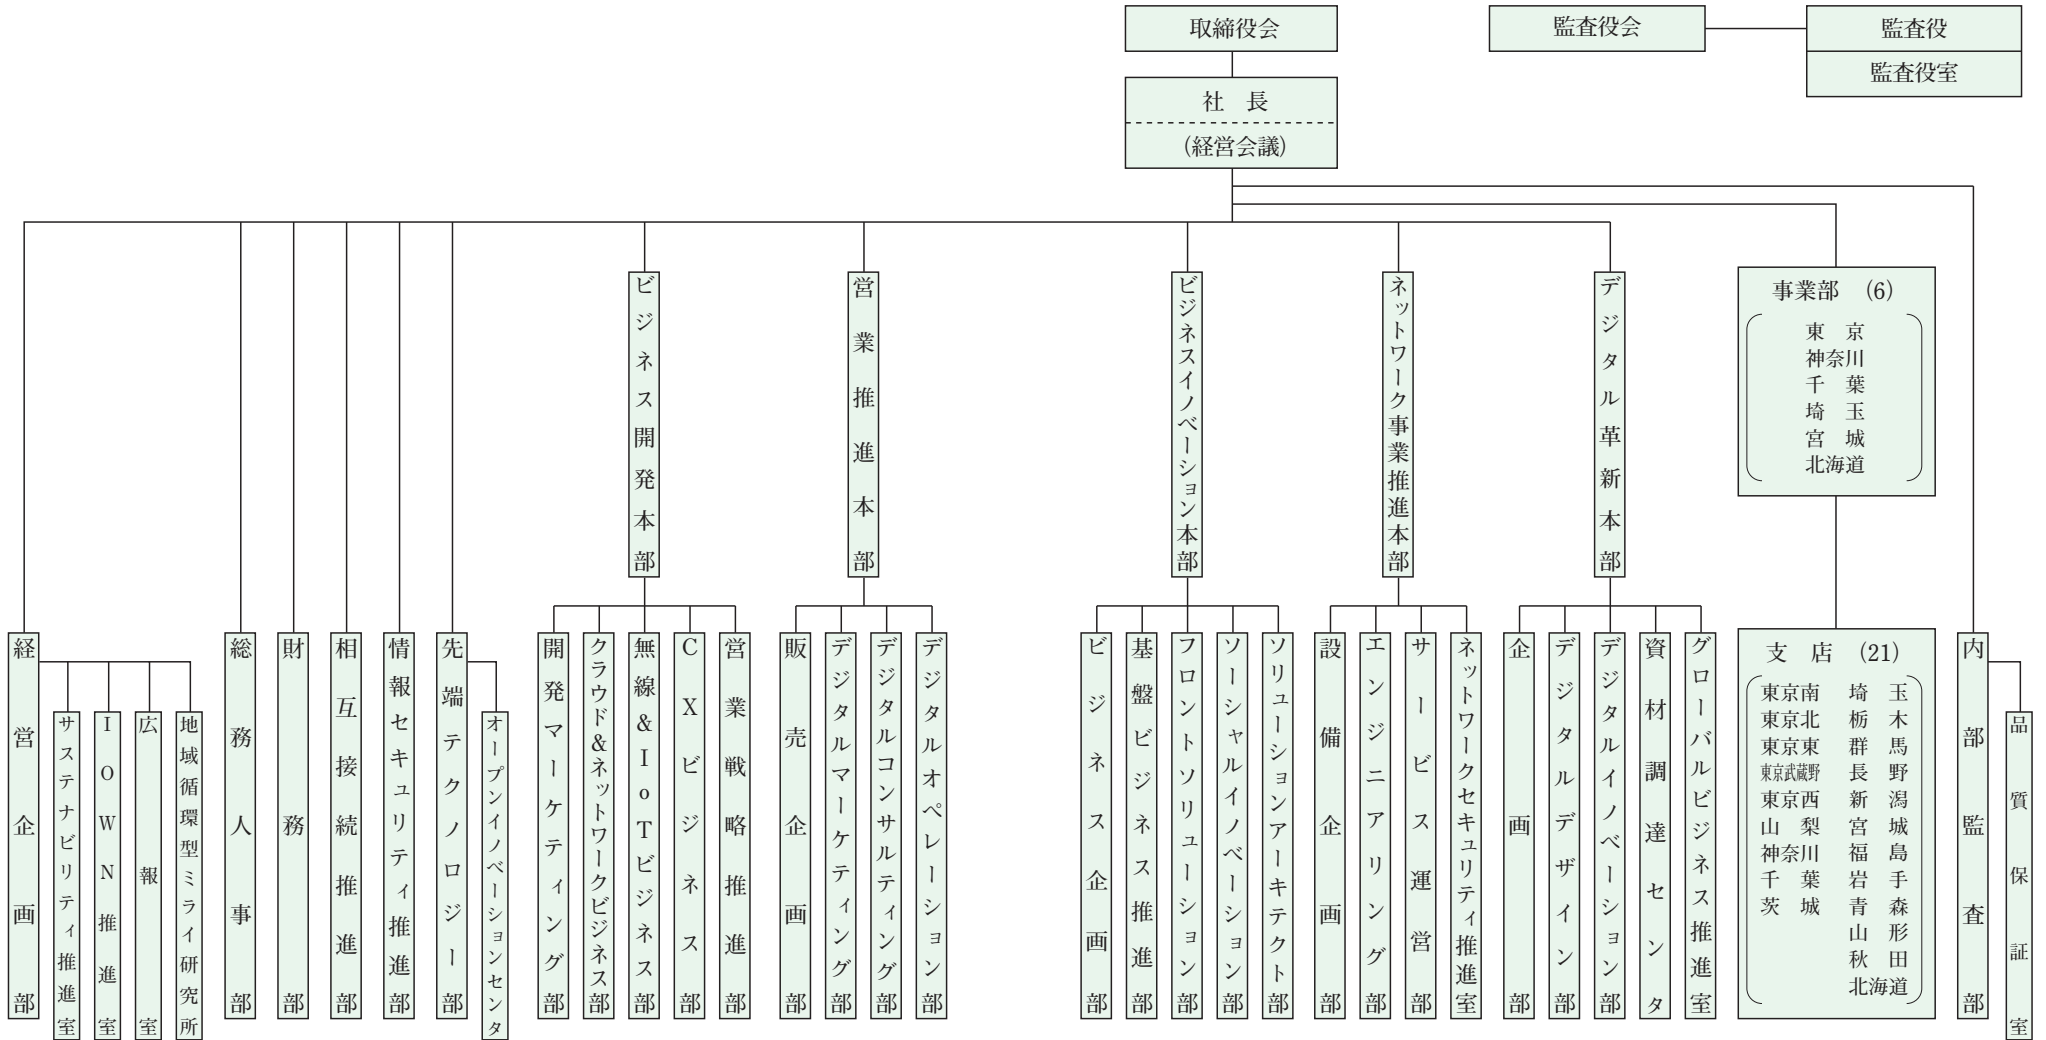 取締役会
監査役会
監査役
監査役室
社　長
(経営会議)
ビジネス開発本部
営業推進本部
ビジネスイノベーション本部
ネットワーク事業推進本部
デジタル革新本部
事業部　(6)
東　京
神奈川
千　葉
埼　玉
宮　城
北海道
経営企画部
サステナビリティ推進室
IOWN推進室
広報室
地域循環型ミライ研究所
総務人事部
財務部
相互接続推進部
情報セキュリティ推進部
先端テクノロジー部
オープンイノベーションセンタ
開発マーケティング部
クラウド&ネットワークビジネス部
無線&IoTビジネス部
CXビジネス部
営業戦略推進部
販売企画部
デジタルマーケティング部
デジタルコンサルティング部
デジタルオペレーション部
ビジネス企画部
基盤ビジネス推進部
フロントソリューション部
ソーシャルイノベーション部
ソリューションアーキテクト部
設備企画部
エンジニアリング部
サービス運営部
ネットワークセキュリティ推進室
企画部
デジタルデザイン部
デジタルイノベーション部
資材調達センタ
グローバルビジネス推進室
支　店　(21)
東京南
東京北
東京東
東京武蔵野
東京西
山　梨
神奈川
千　葉
茨　城
埼　玉
栃　木
群　馬
長　野
新　潟
宮　城
福　島
岩　手
青　森
山　形
秋　田
北海道
内部監査部
品質保証室